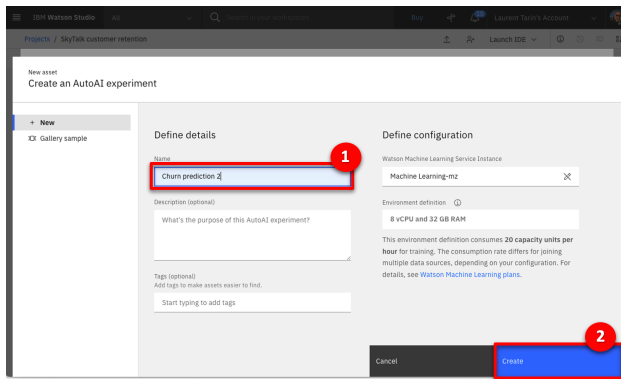 IBM Watson Studio
All
Search in your workspaces
Buy
Laurent Tarin's Account
Projects / SkyTalk customer retention
Launch IDE
New asset
Create an AutoAI experiment
+ New
Gallery sample
Define details
Name
1
Churn prediction 2
Description (optional)
What's the purpose of this AutoAI experiment?
Tags (optional)
Add tags to make assets easier to find.
Start typing to add tags
Define configuration
Watson Machine Learning Service Instance
Machine Learning-mz
Environment definition
8 vCPU and 32 GB RAM
This environment definition consumes 20 capacity units per
hour for training. The consumption rate differs for joining
multiple data sources, depending on your configuration. For
details, see Watson Machine Learning plans.
2
Cancel
Create